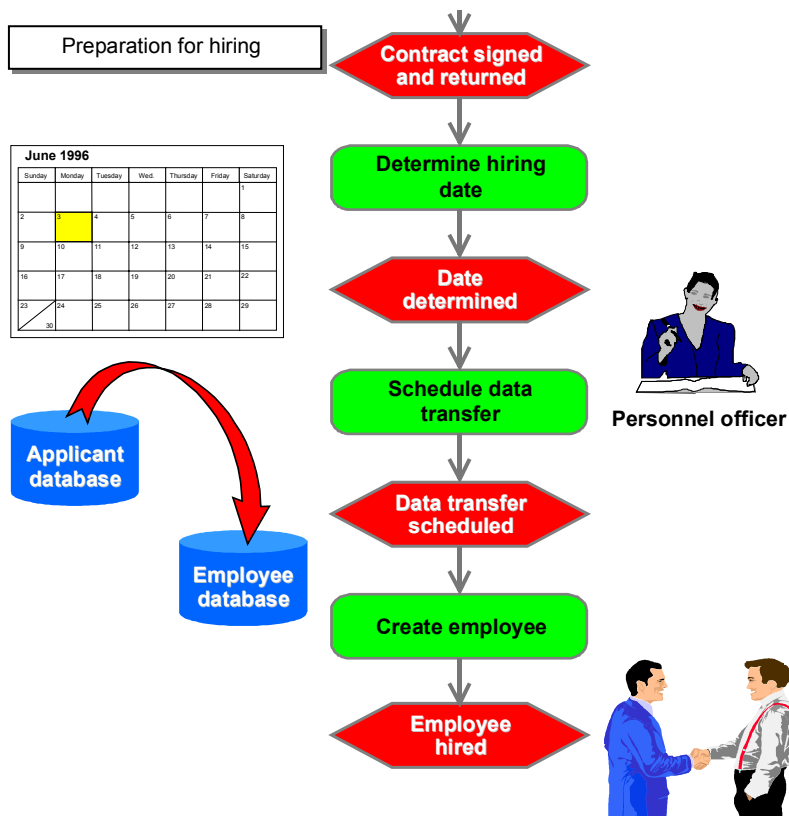 Preparation for hiring
Contract signed
and returned
Determine hiring
date
June 1996
Sunday Monday Tuesday Wed. Thursday Friday Saturday
1
2 3 4 5 6 7 8
9 10 11 12 13 14 15
16 17 18 19 20 21 22
23 24 25 26 27 28 29
30
Date
determined
Schedule data
transfer
Personnel officer
Applicant
database
Data transfer
scheduled
Employee
database
Create employee
Employee
hired